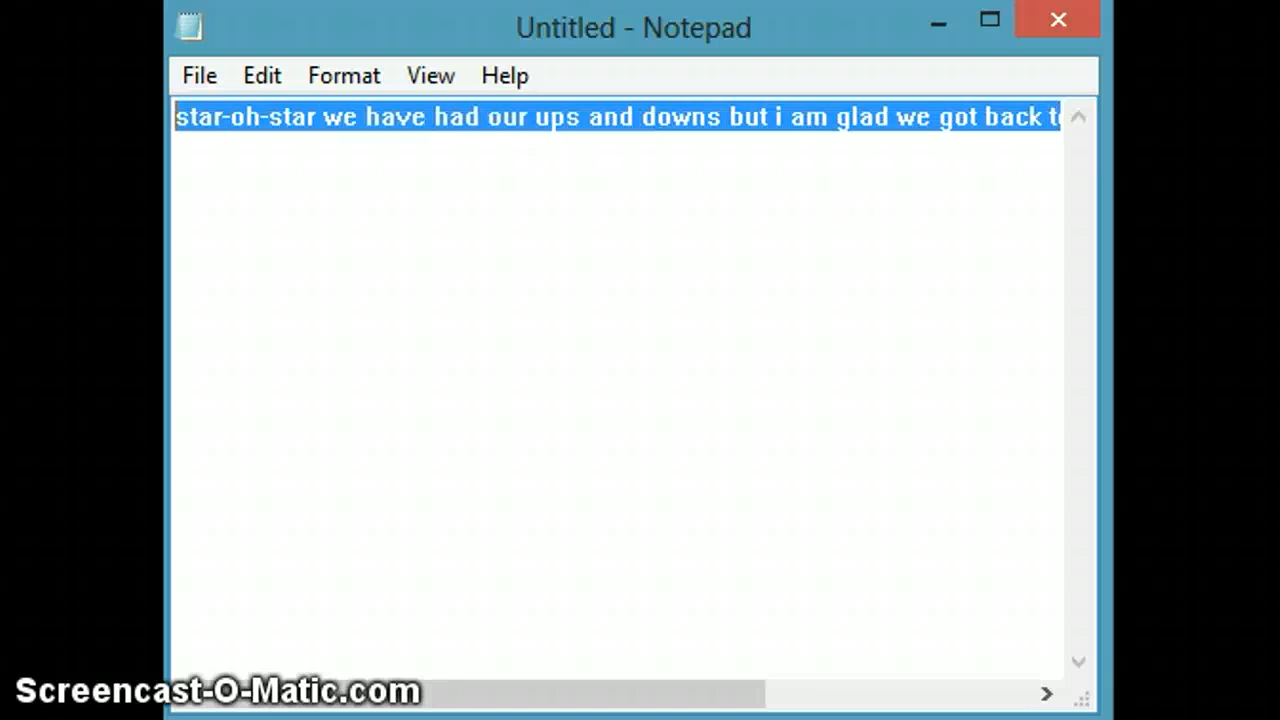 Untitled - Notepad
File Edit Format View Help
star-oh-star we have had our ups and downs but i am glad we got back
Screencast-O-Matic.com